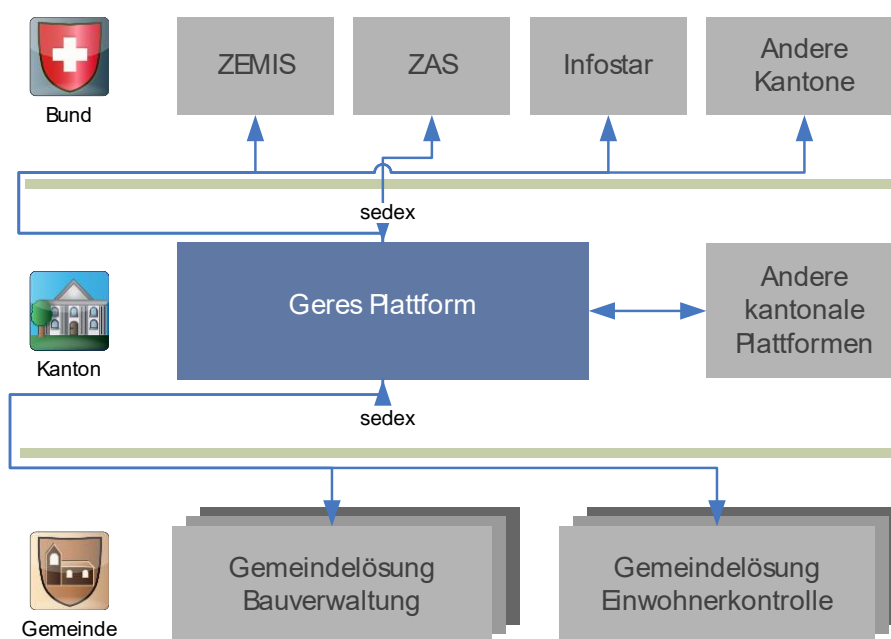 ZEMIS
ZAS
Infostar
Andere
Kantone
Bund
sedex
Geres Plattform
Andere
kantonale
Plattformen
Kanton
sedex
Gemeindelösung
Bauverwaltung
Gemeindelösung
Einwohnerkontrolle
Gemeinde